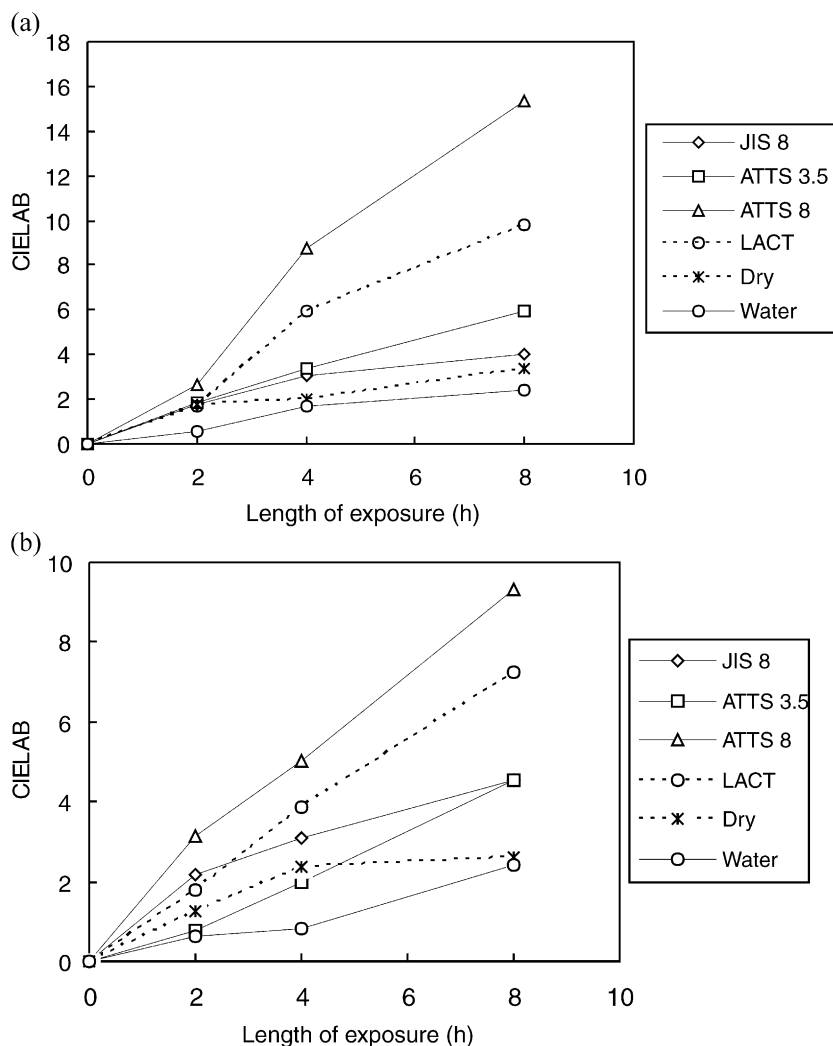 (a)
18
16
14
12
10
8
6
4
2
0
CIELAB
0 2 4 6 8 10
Length of exposure (h)
JIS 8
ATTS 3.5
ATTS 8
LACT
Dry
Water
(b)
10
8
6
4
2
0
CIELAB
0 2 4 6 8 10
Length of exposure (h)
JIS 8
ATTS 3.5
ATTS 8
LACT
Dry
Water